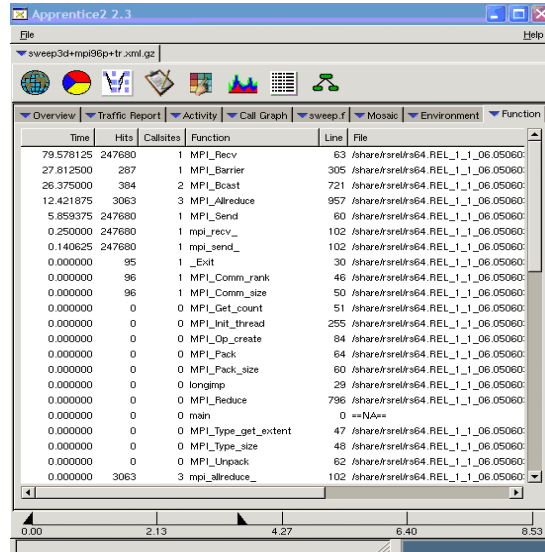 Apprentice2 2.3
File Help
sweep3d+mpi96p+tr.xml.gz
Overview Traffic Report Activity Call Graph sweep.f Mosaic Environment Function
Time Hits Callsites Function Line File
79.578125 247680 1 MPI_Recv 63 /share/rsrel/rs64.REL_1_1_06.05060:
27.812500 287 1 MPI_Barrier 305 /share/rsrel/rs64.REL_1_1_06.05060:
26.375000 384 2 MPI_Bcast 721 /share/rsrel/rs64.REL_1_1_06.05060:
12.421875 3063 3 MPI_Allreduce 957 /share/rsrel/rs64.REL_1_1_06.05060:
5.859375 247680 1 MPI_Send 60 /share/rsrel/rs64.REL_1_1_06.05060:
0.250000 247680 1 mpi_recv_ 102 /share/rsrel/rs64.REL_1_1_06.05060:
0.140625 247680 1 mpi_send_ 102 /share/rsrel/rs64.REL_1_1_06.05060:
0.000000 95 1 _Exit 30 /share/rsrel/rs64.REL_1_1_06.05060:
0.000000 96 1 MPI_Comm_rank 46 /share/rsrel/rs64.REL_1_1_06.05060:
0.000000 96 1 MPI_Comm_size 50 /share/rsrel/rs64.REL_1_1_06.05060:
0.000000 0 0 MPI_Get_count 51 /share/rsrel/rs64.REL_1_1_06.05060:
0.000000 0 0 MPI_Init_thread 255 /share/rsrel/rs64.REL_1_1_06.05060:
0.000000 0 0 MPI_Op_create 84 /share/rsrel/rs64.REL_1_1_06.05060:
0.000000 0 0 MPI_Pack 64 /share/rsrel/rs64.REL_1_1_06.05060:
0.000000 0 0 MPI_Pack_size 60 /share/rsrel/rs64.REL_1_1_06.05060:
0.000000 0 0 longjmp 29 /share/rsrel/rs64.REL_1_1_06.05060:
0.000000 0 0 MPI_Reduce 796 /share/rsrel/rs64.REL_1_1_06.05060:
0.000000 0 0 main 0 ==NA==
0.000000 0 0 MPI_Type_get_extent 47 /share/rsrel/rs64.REL_1_1_06.05060:
0.000000 0 0 MPI_Type_size 48 /share/rsrel/rs64.REL_1_1_06.05060:
0.000000 0 0 MPI_Unpack 62 /share/rsrel/rs64.REL_1_1_06.05060:
0.000000 3063 3 mpi_allreduce_ 102 /share/rsrel/rs64.REL_1_1_06.05060:
0.00 2.13 4.27 6.40 8.53